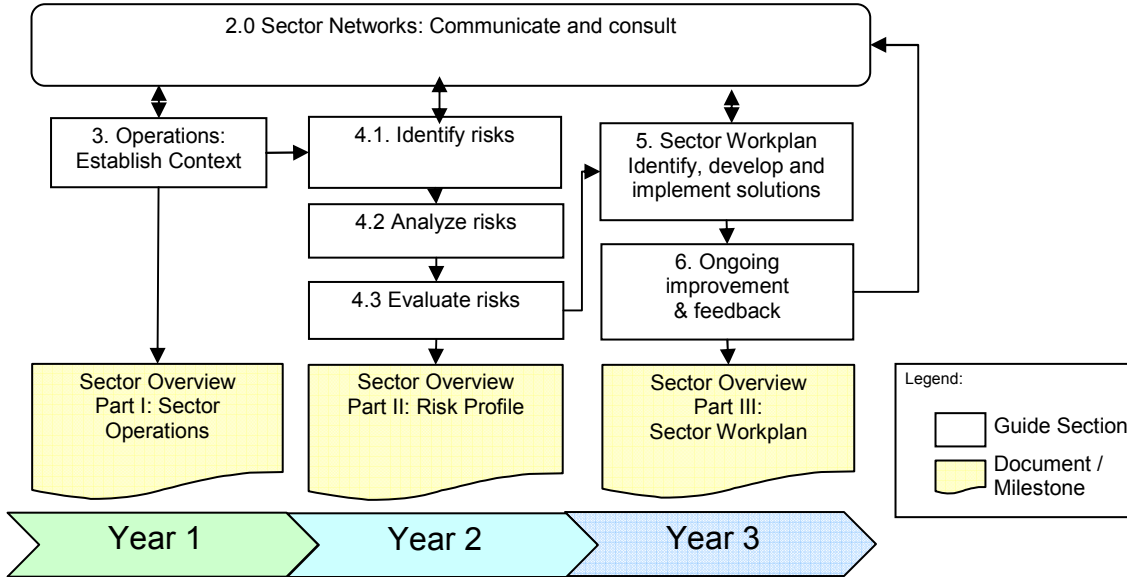 2.0 Sector Networks: Communicate and consult
3. Operations:
Establish Context
4.1. Identify risks
4.2 Analyze risks
4.3 Evaluate risks
5. Sector Workplan
Identify, develop and
implement solutions
6. Ongoing
improvement
& feedback
Sector Overview
Part I: Sector
Operations
Sector Overview
Part II: Risk Profile
Sector Overview
Part III:
Sector Workplan
Legend:
Guide Section
Document /
Milestone
Year 1
Year 2
Year 3